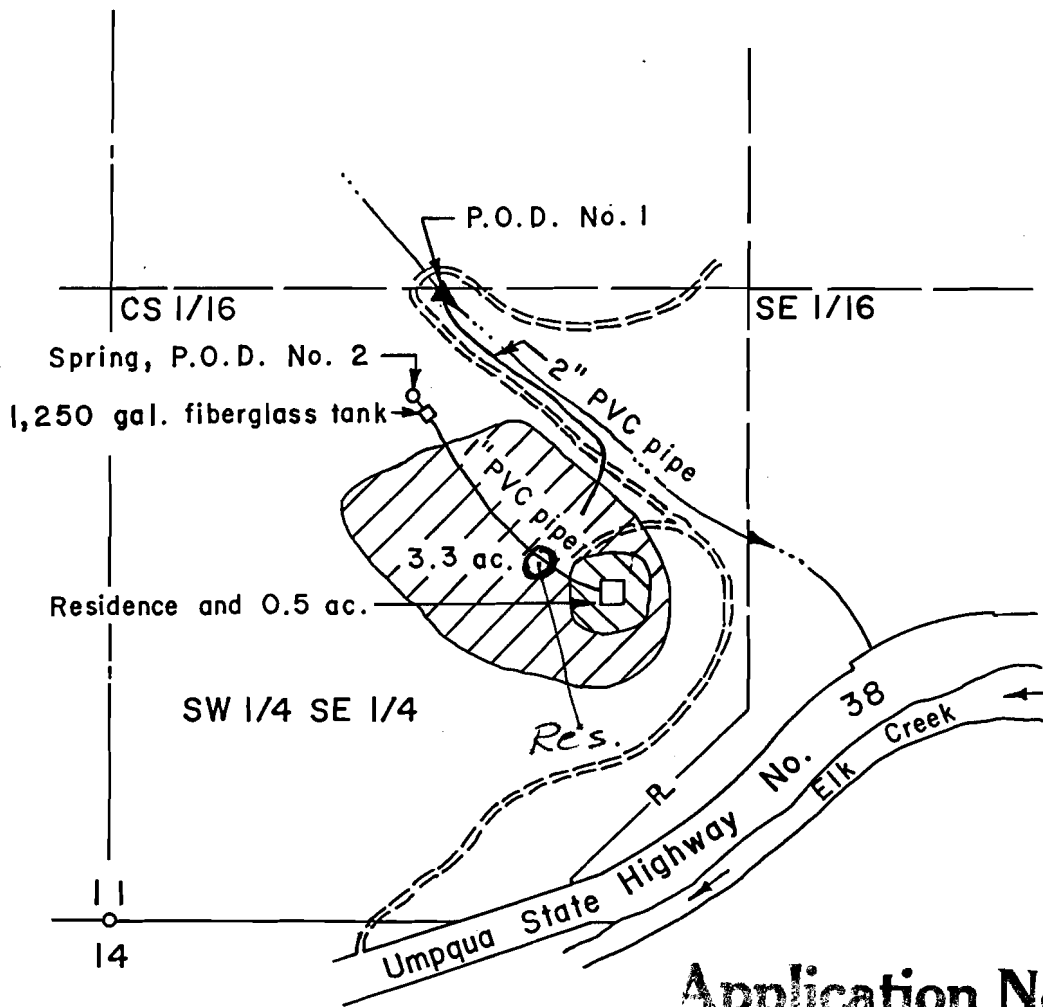 P.O.D. No. 1
CS 1/16
SE 1/16
Spring, P.O.D. No. 2
2" PVC pipe
1,250 gal. fiberglass tank
" PVC pipe
3.3 ac.
Residence and 0.5 ac.
SW 1/4 SE 1/4
Res.
38
Elk Creek
Umpqua State Highway No.
11
14
Application N